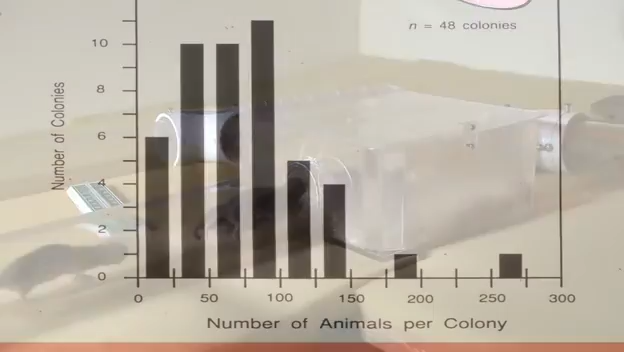 n = 48 colonies
Number of Colonies
10
8
6
4
2
0
0 50 100 150 200 250 300
Number of Animals per Colony